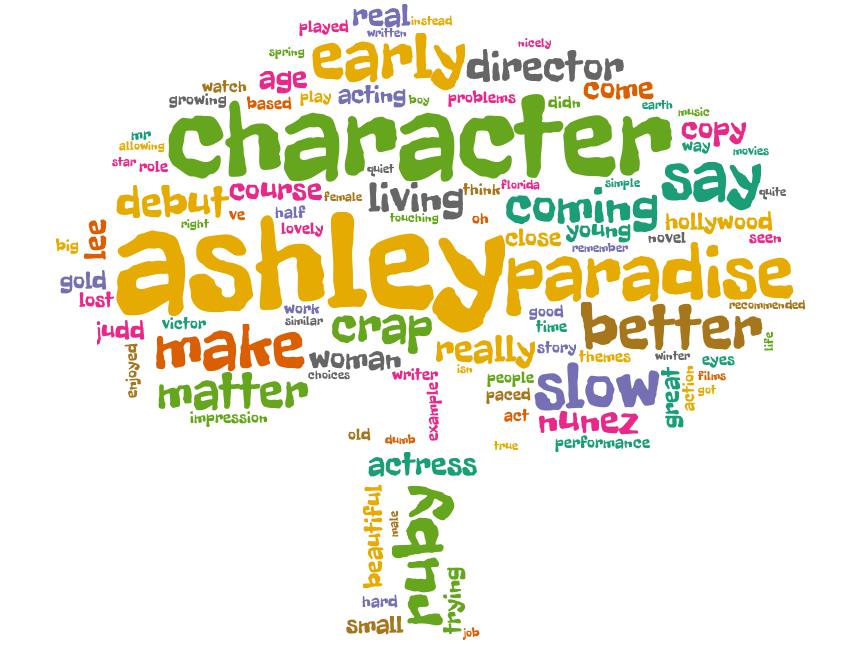 played real instead
written
spring early nicely
director
watch age come
growing based play acting boy problems didn earth
character music
mr copy
allowing way movies
star role quiet
debut course female living think florida simple say quite
ve half touching oh coming young hollywood
right lovely remember novel seen
big lee ashley close paradise
gold
lost work good recommended
judd victor similar crap time better life
make woman really story themes winter eyes
enjoyed choices isn
matter writer people paced slow great action films got
impression example act nunez
old dumb true performance
actress
beautiful male ruby trying
hard
small job